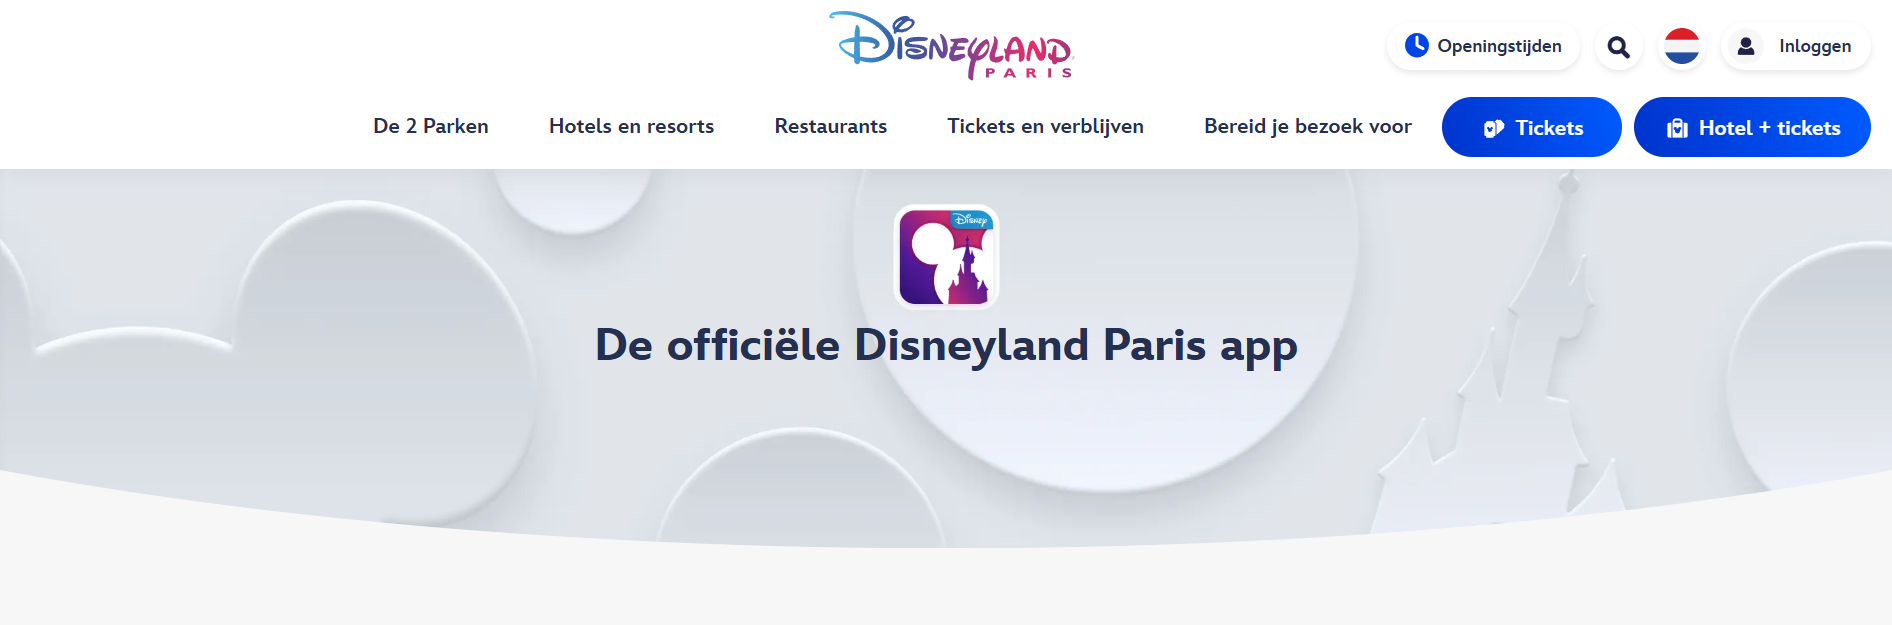 Disneyland
PARIS
Openingstijden
Inloggen
De 2 Parken
Hotels en resorts
Restaurants
Tickets en verblijven
Bereid je bezoek voor
Tickets
Hotel + tickets
Disney
De officiële Disneyland Paris app